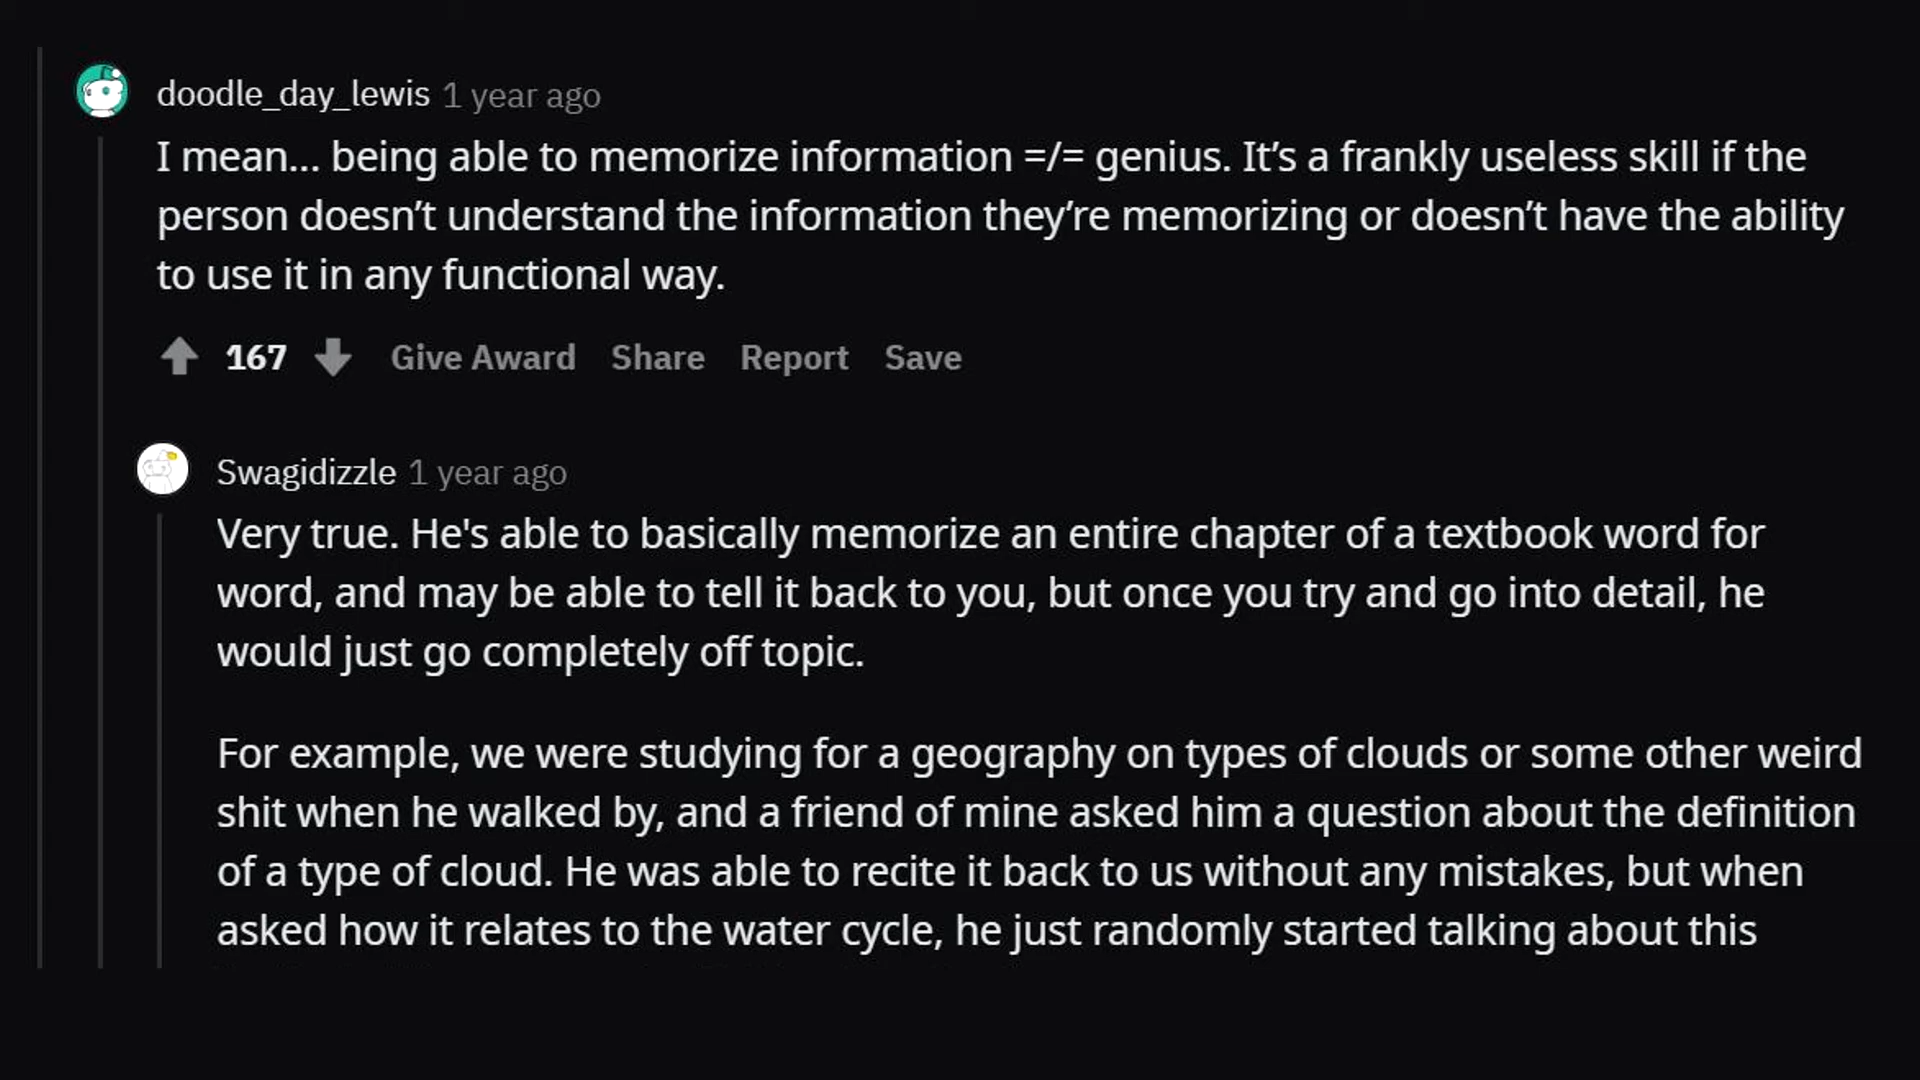 doodle_day_lewis 1 year ago
I mean... being able to memorize information =/= genius. It’s a frankly useless skill if the
person doesn’t understand the information they’re memorizing or doesn’t have the ability
to use it in any functional way.
167 Give Award Share Report Save
Swagidizzle 1 year ago
Very true. He's able to basically memorize an entire chapter of a textbook word for
word, and may be able to tell it back to you, but once you try and go into detail, he
would just go completely off topic.
For example, we were studying for a geography on types of clouds or some other weird
shit when he walked by, and a friend of mine asked him a question about the definition
of a type of cloud. He was able to recite it back to us without any mistakes, but when
asked how it relates to the water cycle, he just randomly started talking about this